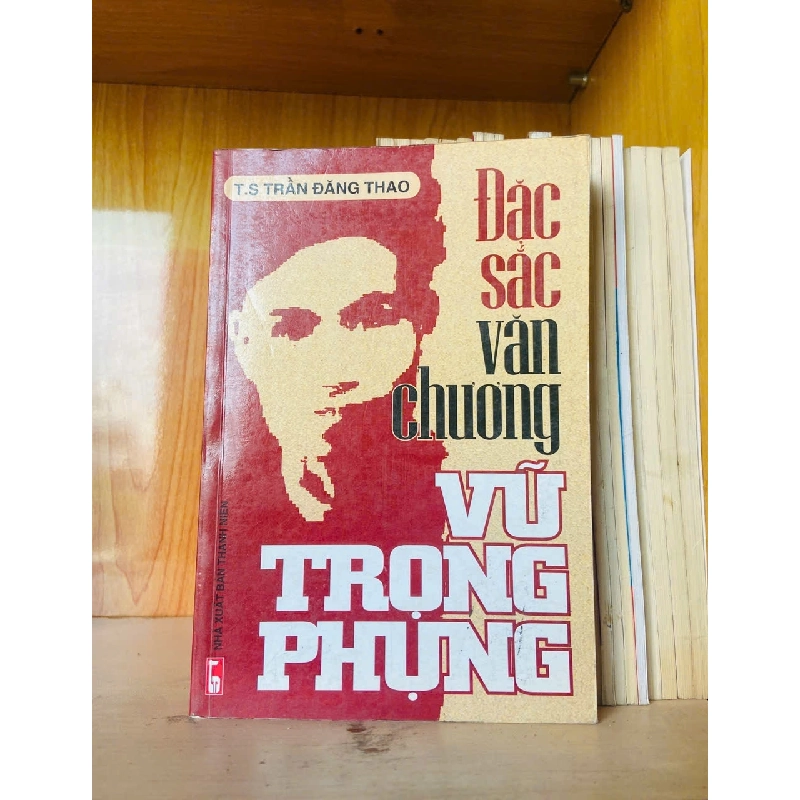 T.S TRẦN ĐĂNG THAO
Đặc
sắc
văn
chương
VŨ
TRỌNG
PHỤNG
NHÀ XUẤT BẢN THANH NIÊN